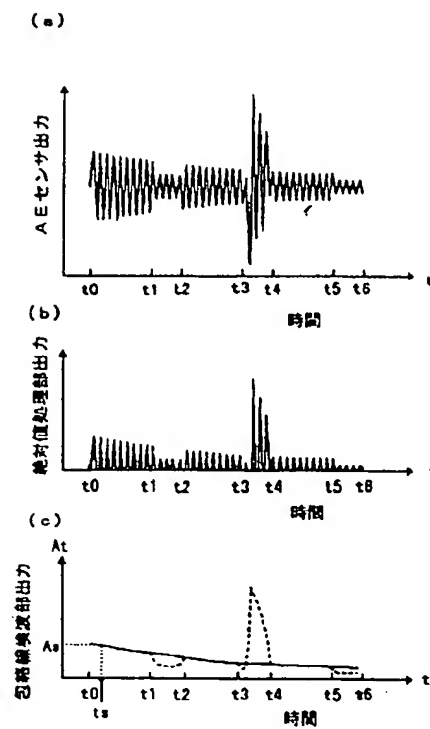 (a)
AEセンサ出力
t0 t1 t2 t3 t4 t5 t6
t
時間
(b)
絶対値処理部出力
t0 t1 t2 t3 t4 t5 t6
t
時間
(c)
At
包絡線検波部出力
As
t0 t1 t2 t3 t4 t5 t6
t
ts
時間